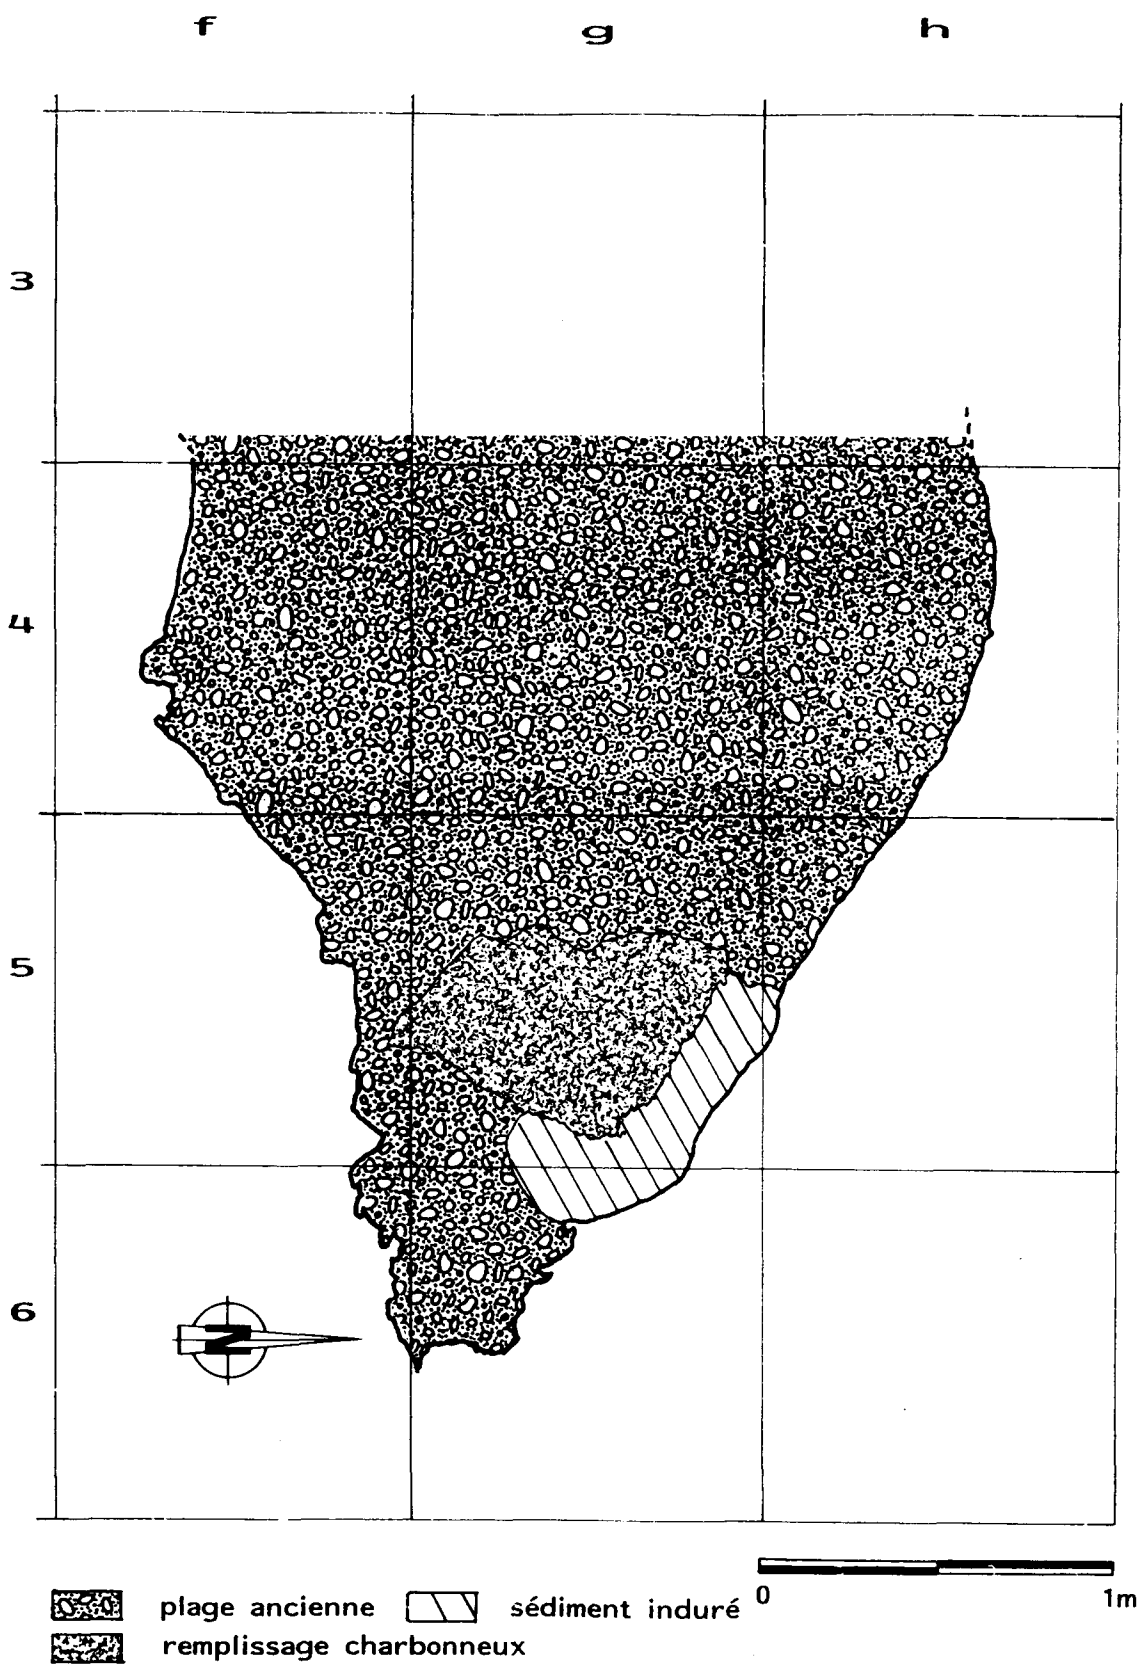 f g h
3
4
5
6
N
0 1m
plage ancienne sédiment induré
remplissage charbonneux